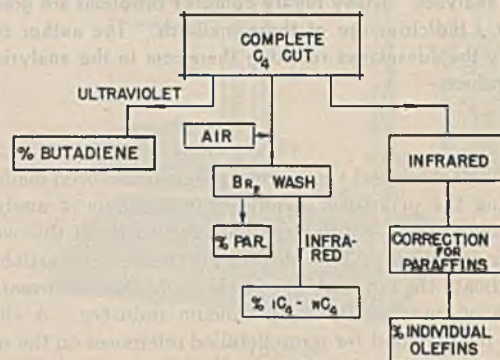 COMPLETE
C4 CUT
ULTRAVIOLET
AIR
% BUTADIENE
INFRARED
Br2 WASH
% PAR.
INFRA-
RED
CORRECTION
FOR
PARAFFINS
% iC4 - nC4
% INDIVIDUAL
OLEFINS